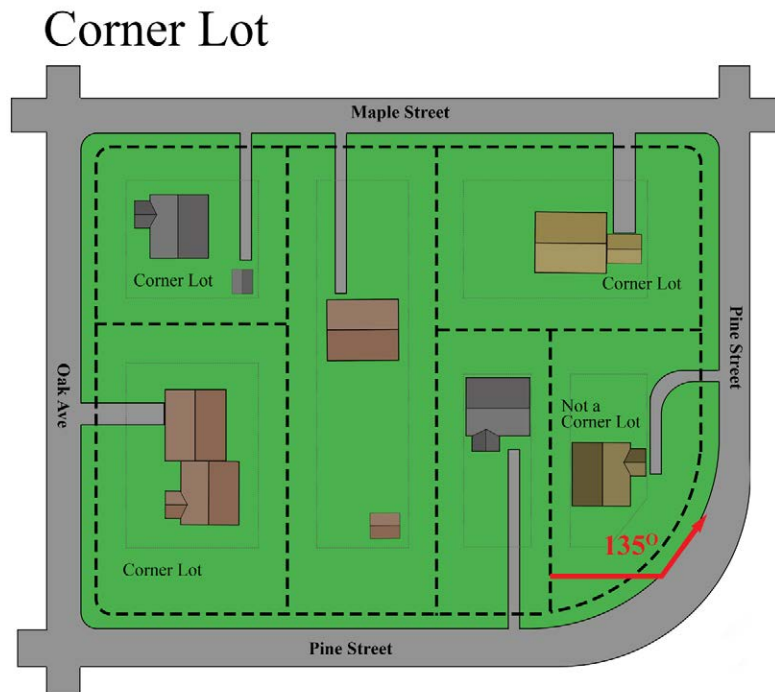 Corner Lot
Maple Street
Corner Lot
Corner Lot
Pine Street
Oak Ave
Not a
Corner Lot
135O
Corner Lot
Pine Street